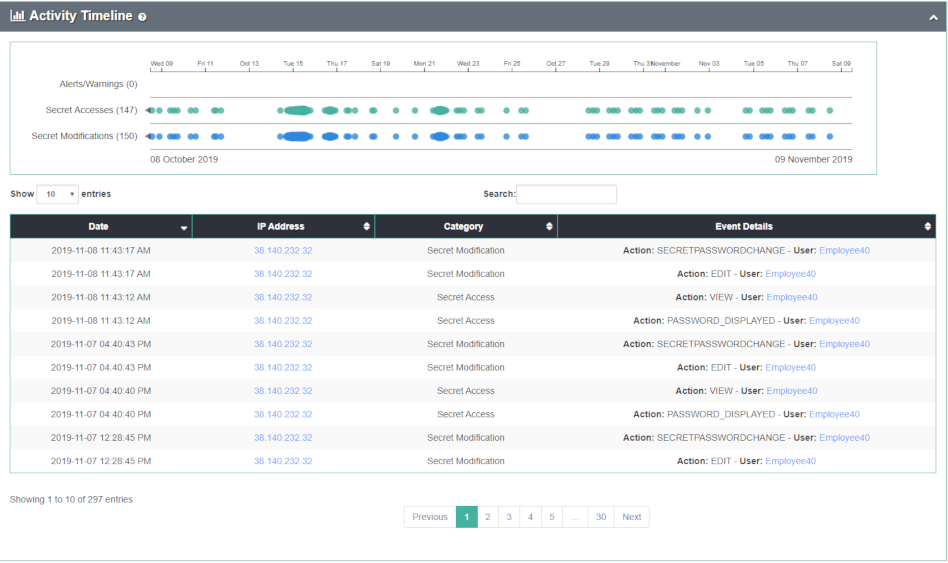 Activity Timeline
Wed 09 Fri 11 Oct 13 Tue 15 Thu 17 Sat 19 Mon 21 Wed 23 Fri 25 Oct 27 Tue 29 Thu 31 November Nov 03 Tue 05 Thu 07 Sat 09
Alerts/Warnings (0)
Secret Accesses (147)
Secret Modifications (150)
08 October 2019 09 November 2019
Show 10 entries Search:
Date IP Address Category Event Details
2019-11-08 11:43:17 AM 38.140.232.32 Secret Modification Action: SECRETPASSWORDCHANGE - User: Employee40
2019-11-08 11:43:17 AM 38.140.232.32 Secret Modification Action: EDIT - User: Employee40
2019-11-08 11:43:12 AM 38.140.232.32 Secret Access Action: VIEW - User: Employee40
2019-11-08 11:43:12 AM 38.140.232.32 Secret Access Action: PASSWORD_DISPLAYED - User: Employee40
2019-11-07 04:40:43 PM 38.140.232.32 Secret Modification Action: SECRETPASSWORDCHANGE - User: Employee40
2019-11-07 04:40:43 PM 38.140.232.32 Secret Modification Action: EDIT - User: Employee40
2019-11-07 04:40:40 PM 38.140.232.32 Secret Access Action: VIEW - User: Employee40
2019-11-07 04:40:40 PM 38.140.232.32 Secret Access Action: PASSWORD_DISPLAYED - User: Employee40
2019-11-07 12:28:45 PM 38.140.232.32 Secret Modification Action: SECRETPASSWORDCHANGE - User: Employee40
2019-11-07 12:28:45 PM 38.140.232.32 Secret Modification Action: EDIT - User: Employee40
Showing 1 to 10 of 297 entries
Previous 1 2 3 4 5 ... 30 Next